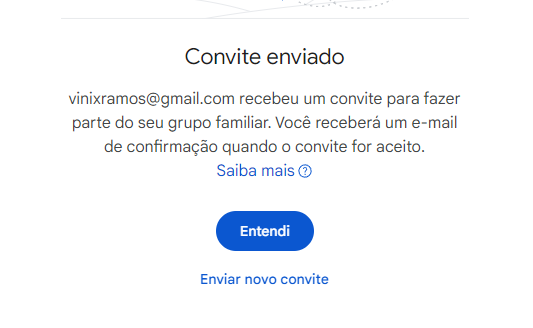 Convite enviado
vinixramos@gmail.com recebeu um convite para fazer
parte do seu grupo familiar. Você receberá um e-mail
de confirmação quando o convite for aceito.
Saiba mais
Entendi
Enviar novo convite